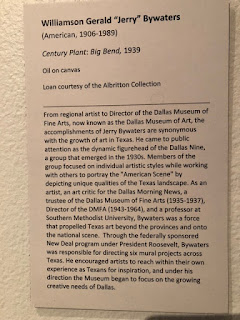 Williamson Gerald "Jerry" Bywaters
(American, 1906-1989)
Century Plant: Big Bend, 1939
Oil on canvas
Loan courtesy of the Albritton Collection
From regional artist to Director of the Dallas Museum of
Fine Arts, now known as the Dallas Museum of Art, the
accomplishments of Jerry Bywaters are synonymous
with the growth of art in Texas. He came to public
attention as the dynamic figurehead of the Dallas Nine,
a group that emerged in the 1930s. Members of the
group focused on individual artistic styles while working
with others to portray the "American Scene" by
depicting unique qualities of the Texas landscape. As an
artist, an art critic for the Dallas Morning News, a
trustee of the Dallas Museum of Fine Arts (1935-1937),
Director of the DMFA (1943-1964), and a professor at
Southern Methodist University, Bywaters was a force
that propelled Texas art beyond the provinces and onto
the national scene. Through the federally sponsored
New Deal program under President Roosevelt, Bywaters
was responsible for directing six mural projects across
Texas. He encouraged artists to reach within their own
experience as Texans for inspiration, and under his
direction the Museum began to focus on the growing
creative needs of Dallas.